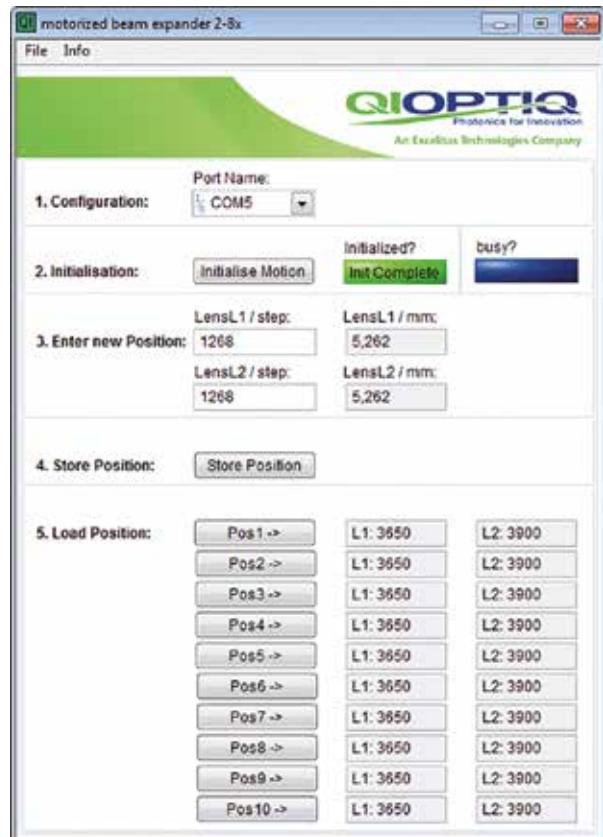 motorized beam expander 2-8x
File Info
QIOPTIQ
Photonics for Innovation
An Excelitas Technologies Company
Port Name:
1. Configuration: COM5
Initialized? busy?
2. Initialisation: Initialise Motion Init Complete
LensL1 / step: LensL1 / mm:
3. Enter new Position: 1268 5,262
LensL2 / step: LensL2 / mm:
1268 5,262
4. Store Position: Store Position
5. Load Position: Pos1 -> L1: 3650 L2: 3900
Pos2 -> L1: 3650 L2: 3900
Pos3 -> L1: 3650 L2: 3900
Pos4 -> L1: 3650 L2: 3900
Pos5 -> L1: 3650 L2: 3900
Pos6 -> L1: 3650 L2: 3900
Pos7 -> L1: 3650 L2: 3900
Pos8 -> L1: 3650 L2: 3900
Pos9 -> L1: 3650 L2: 3900
Pos10 -> L1: 3650 L2: 3900